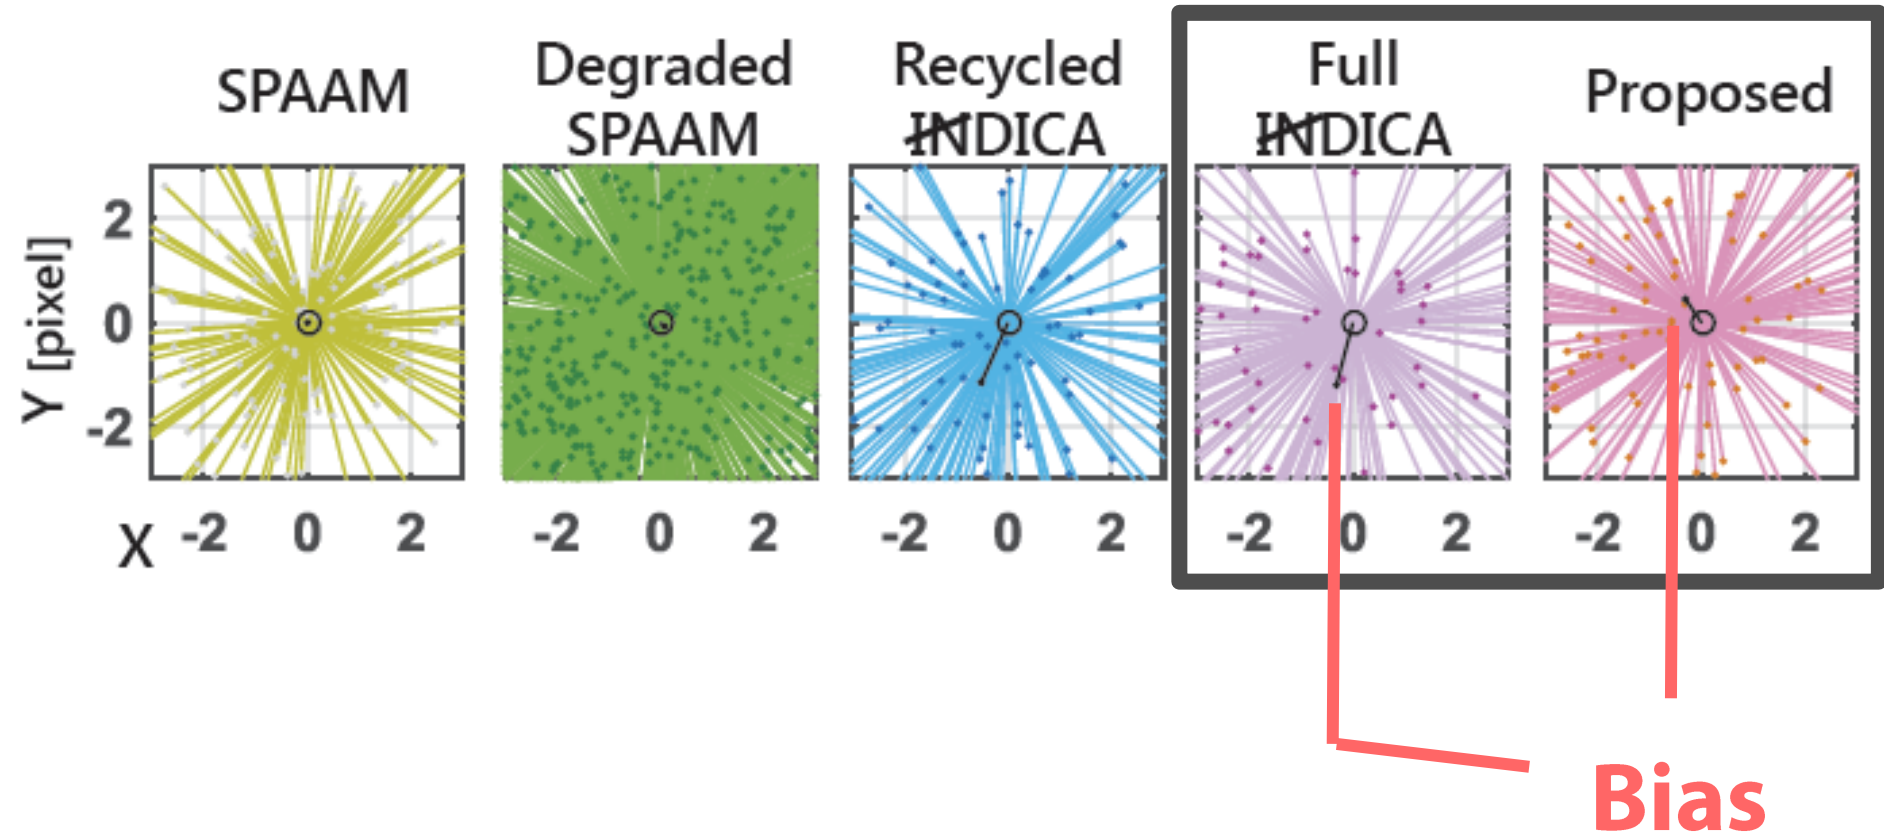 SPAAM
Degraded
SPAAM
Recycled
INDICA
Full
INDICA
Proposed
Y [pixel]
2
0
-2
X
-2 0 2
-2 0 2
-2 0 2
-2 0 2
-2 0 2
Bias